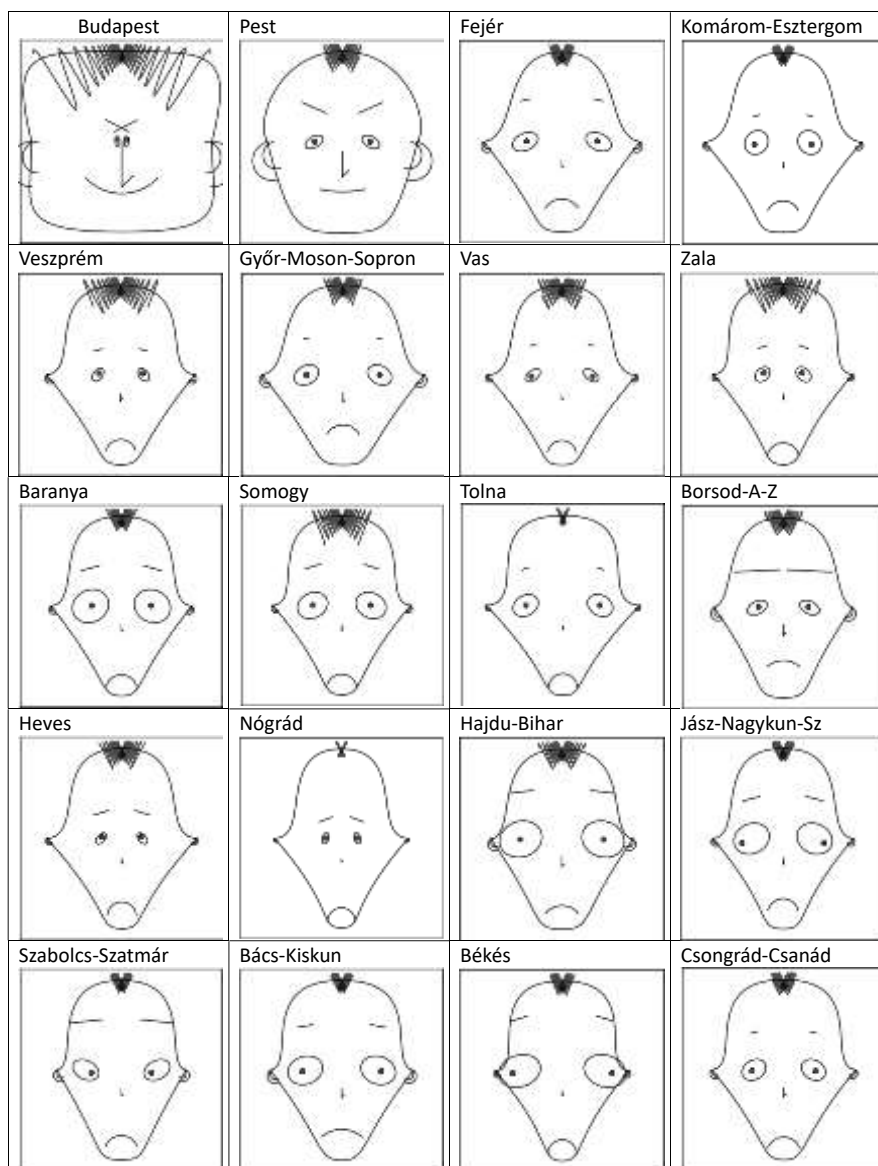 Budapest
Pest
Fejér
Komárom-Esztergom
Veszprém
Győr-Moson-Sopron
Vas
Zala
Baranya
Somogy
Tolna
Borsod-A-Z
Heves
Nógrád
Hajdu-Bihar
Jász-Nagykun-Sz
Szabolcs-Szatmár
Bács-Kiskun
Békés
Csongrád-Csanád